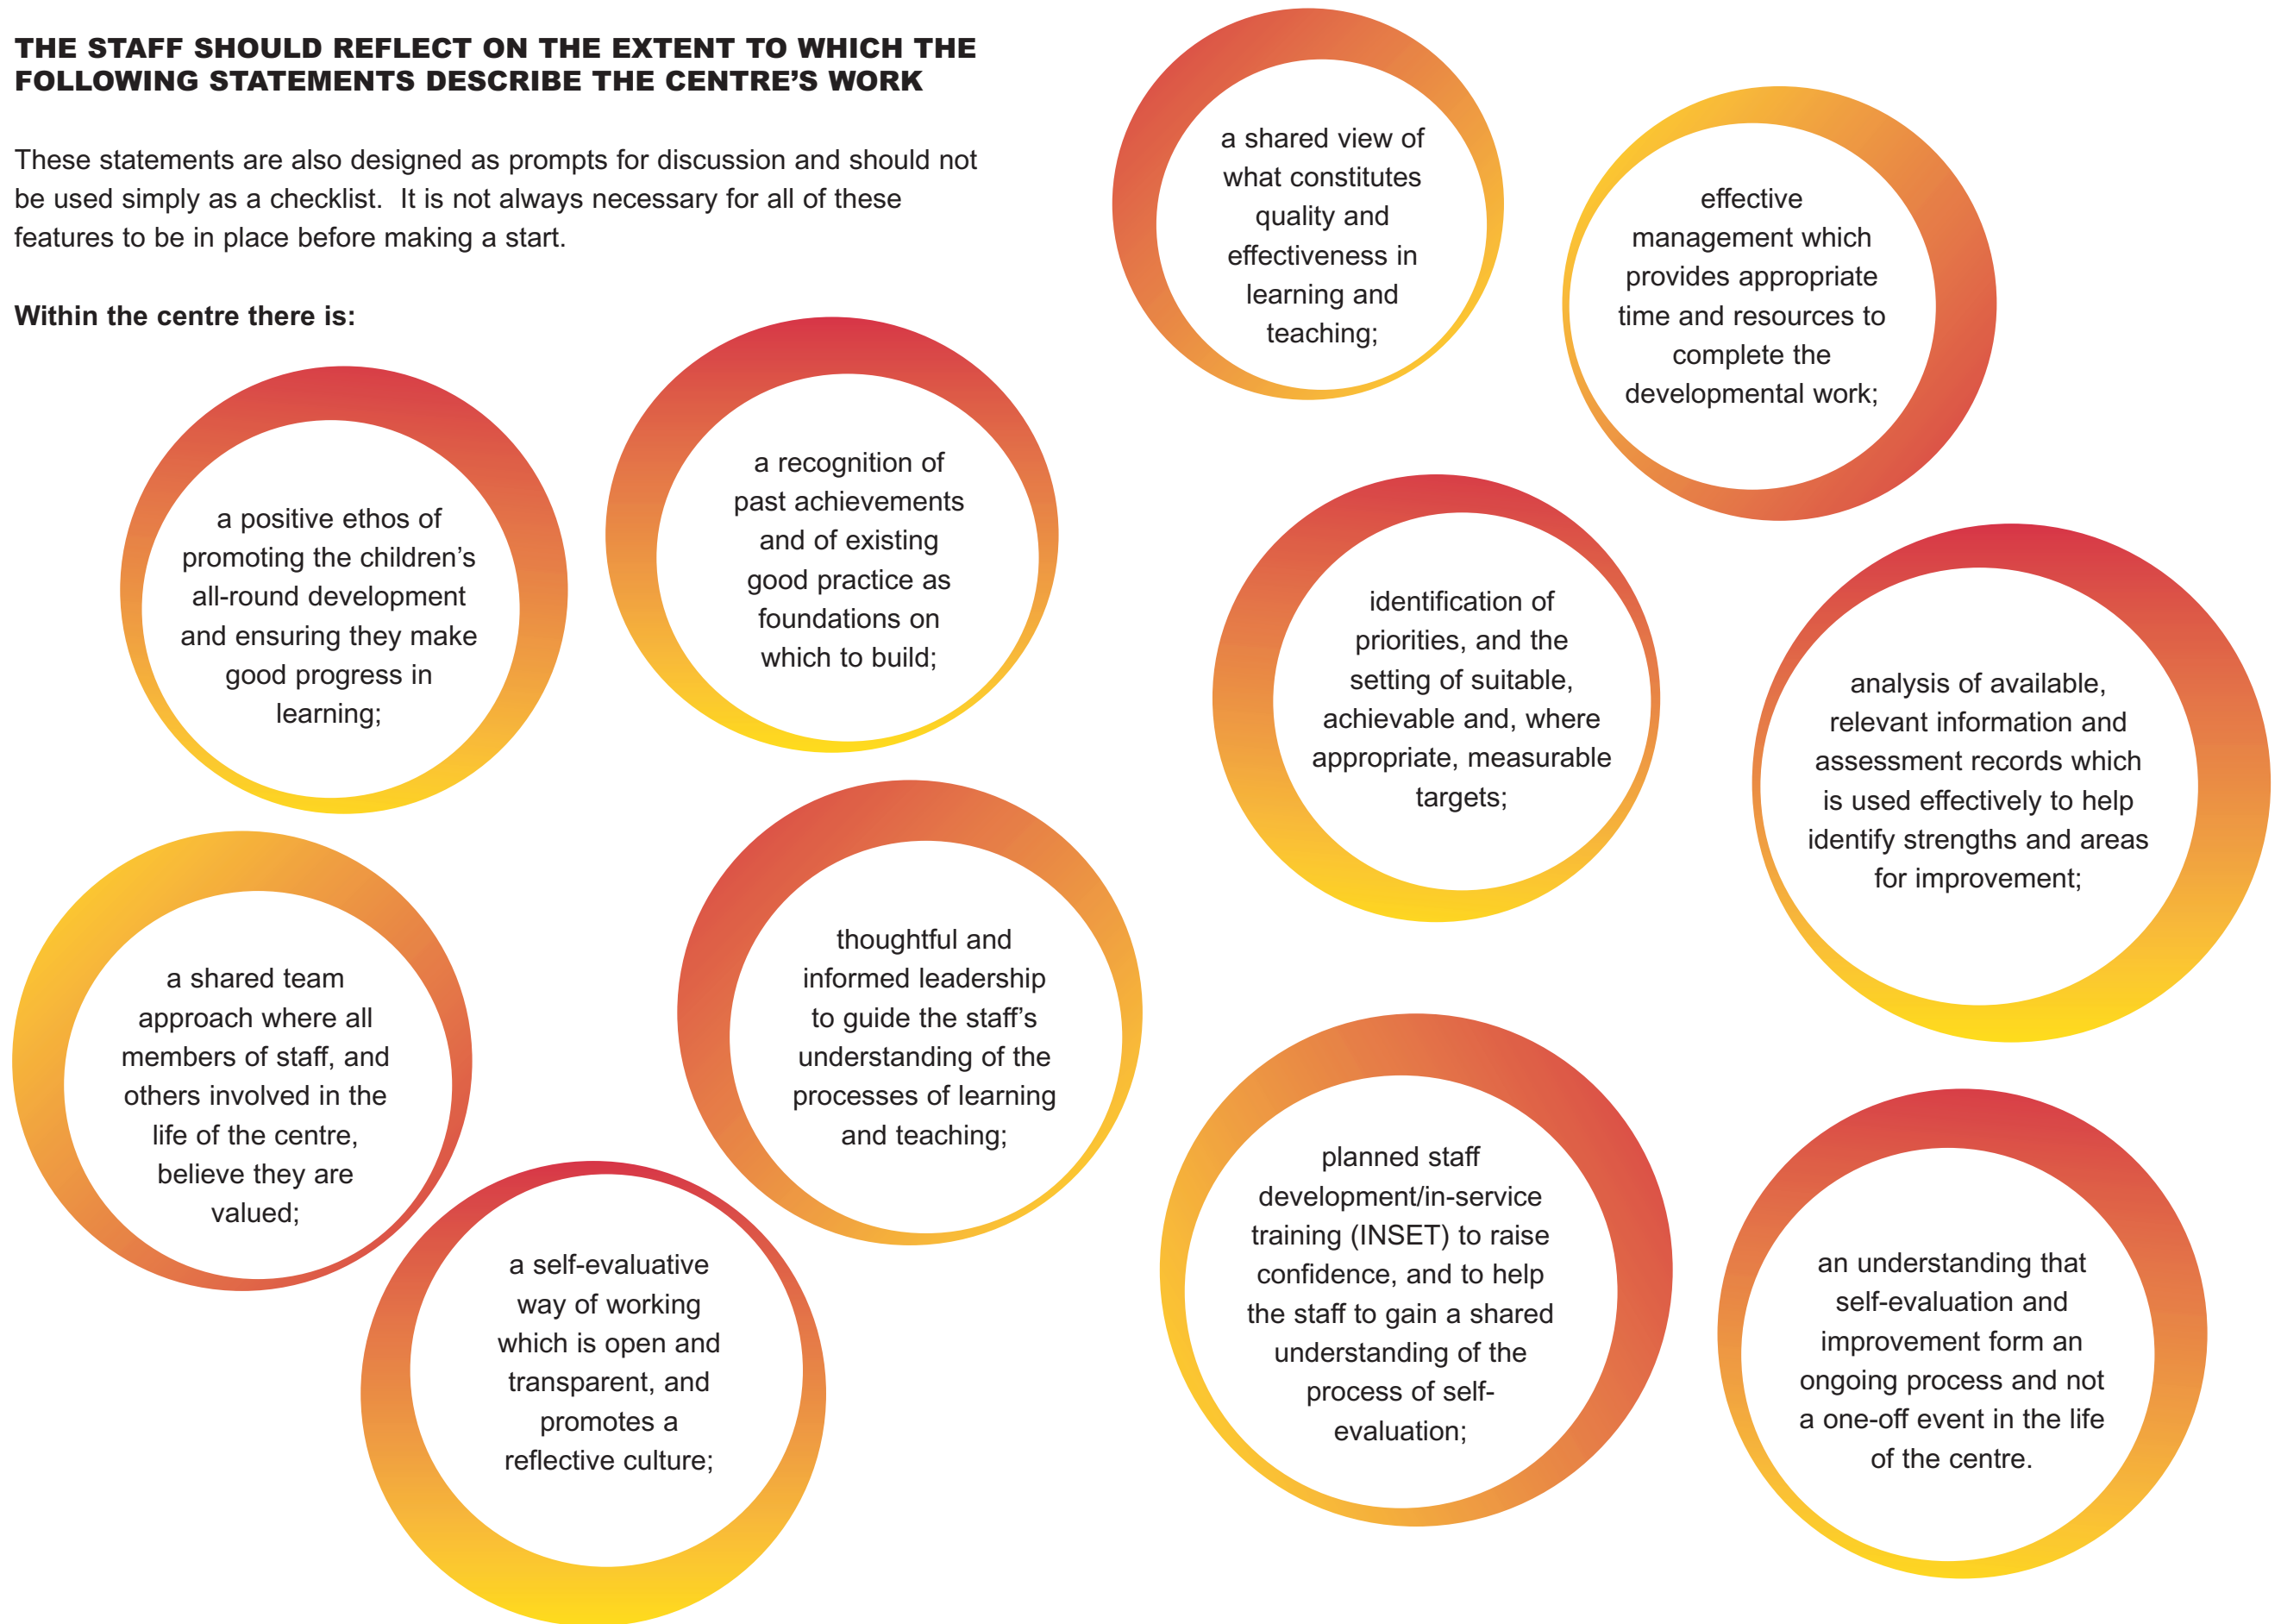 THE STAFF SHOULD REFLECT ON THE EXTENT TO WHICH THE
FOLLOWING STATEMENTS DESCRIBE THE CENTRE’S WORK
These statements are also designed as prompts for discussion and should not
be used simply as a checklist.  It is not always necessary for all of these
features to be in place before making a start.
Within the centre there is:
a positive ethos of
promoting the children’s
all-round development
and ensuring they make
good progress in
learning;
a recognition of
past achievements
and of existing
good practice as
foundations on
which to build;
a shared team
approach where all
members of staff, and
others involved in the
life of the centre,
believe they are
valued;
thoughtful and
informed leadership
to guide the staff’s
understanding of the
processes of learning
and teaching;
a self-evaluative
way of working
which is open and
transparent, and
promotes a
reflective culture;
a shared view of
what constitutes
quality and
effectiveness in
learning and
teaching;
effective
management which
provides appropriate
time and resources to
complete the
developmental work;
identification of
priorities, and the
setting of suitable,
achievable and, where
appropriate, measurable
targets;
analysis of available,
relevant information and
assessment records which
is used effectively to help
identify strengths and areas
for improvement;
planned staff
development/in-service
training (INSET) to raise
confidence, and to help
the staff to gain a shared
understanding of the
process of self-
evaluation;
an understanding that
self-evaluation and
improvement form an
ongoing process and not
a one-off event in the life
of the centre.